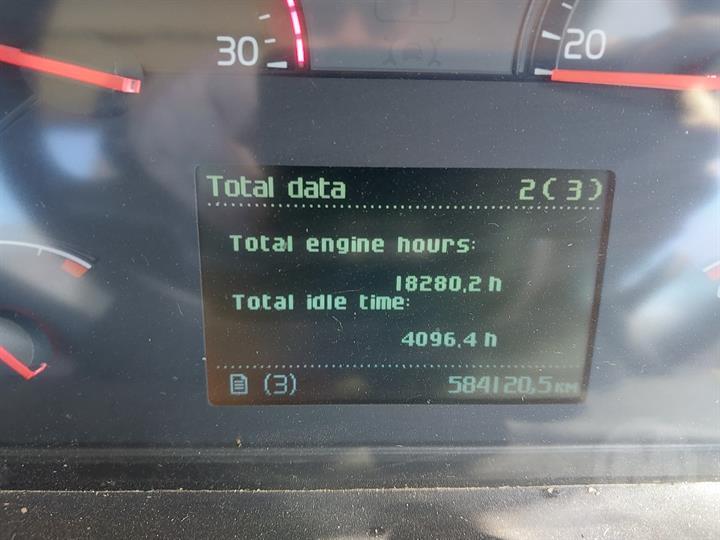 30
20
Total data 2(3)
Total engine hours:
18280,2 h
Total idle time:
4096,4 h
(3) 584120,5 KM